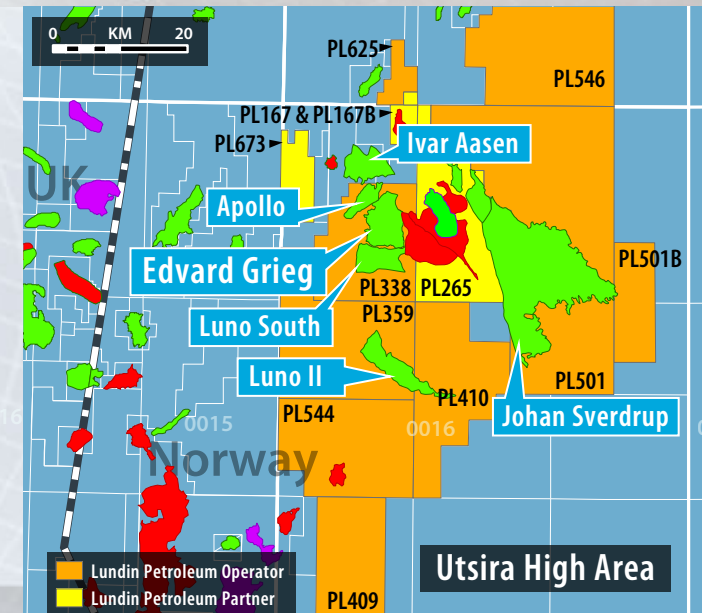 0 KM 20
PL625
PL546
PL167 & PL167B
PL673
Ivar Aasen
UK
Apollo
Edvard Grieg
PL501B
PL338
PL265
PL359
Luno South
Luno II
PL501
PL410
PL544
Johan Sverdrup
0015
0016
Norway
Utsira High Area
Lundin Petroleum Operator
Lundin Petroleum Partner
PL409